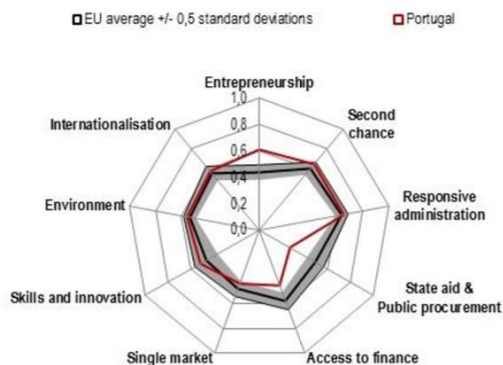 EU average +/- 0,5 standard deviations
Portugal
Entrepreneurship
1,0
0,8
0,6
0,4
0,2
0,0
Second
chance
Responsive
administration
State aid &
Public procurement
Access to finance
Single market
Skills and innovation
Environment
Internationalisation